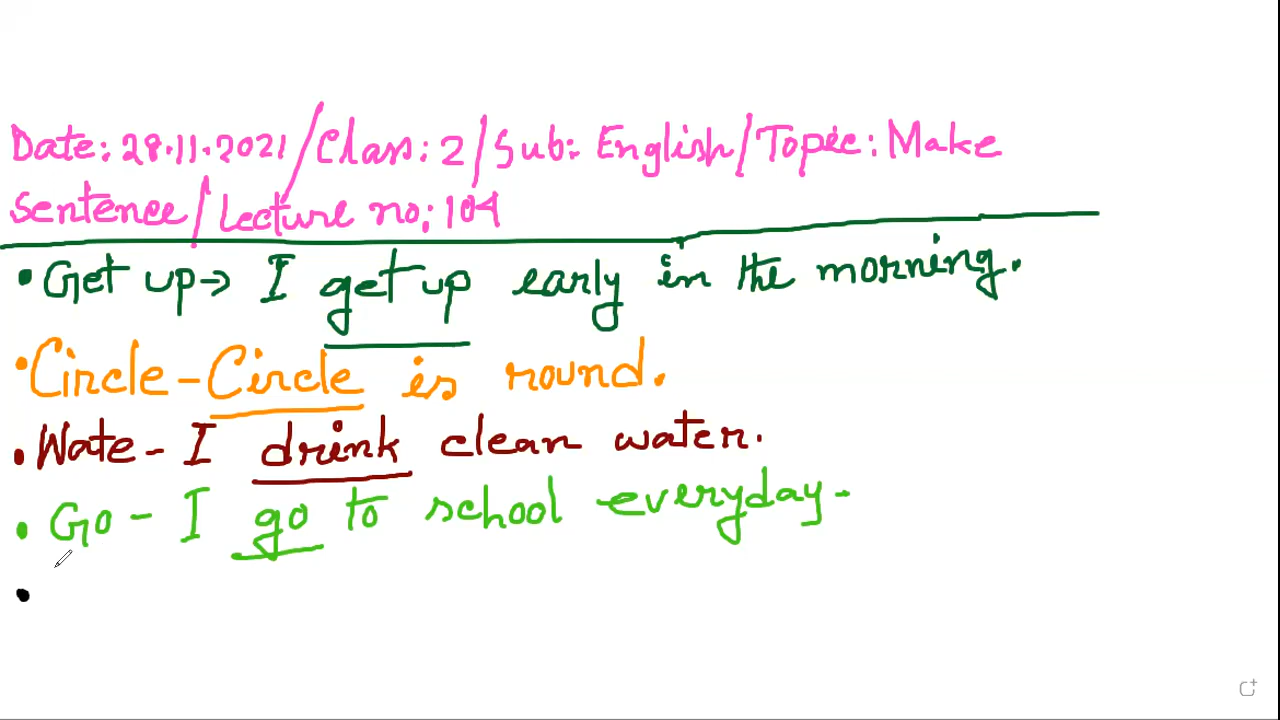 Date: 28.11.2021/Class: 2/Sub: English/Topic: Make
Sentence/Lecture no; 104
• Get up→ I get up early in the morning.
• Circle-Circle is round.
• Wate - I drink clean water.
• Go - I go to school everyday-
•